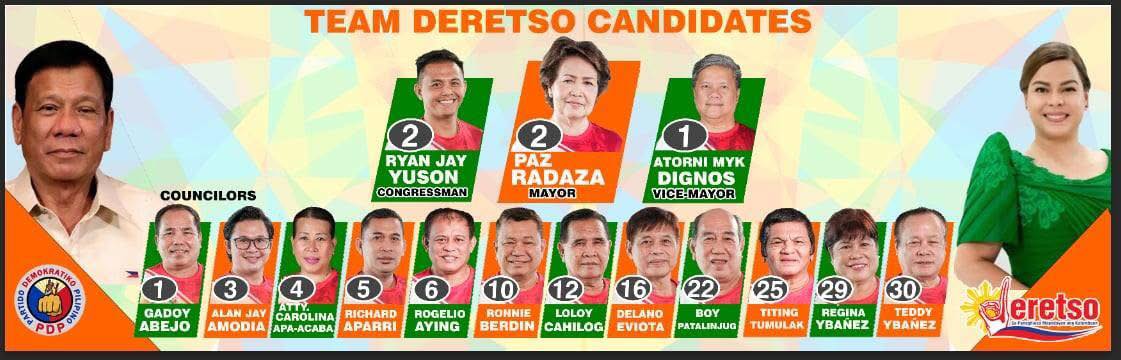 TEAM DERETSO CANDIDATES
2
RYAN JAY
YUSON
CONGRESSMAN
2
PAZ
RADAZA
MAYOR
1
ATORNI MYK
DIGNOS
VICE-MAYOR
COUNCILORS
1
GADOY
ABEJO
3
ALAN JAY
AMODIA
4
ATTY.
CAROLINA
APA-ACABA
5
RICHARD
APARRI
6
ROGELIO
AYING
10
RONNIE
BERDIN
12
LOLOY
CAHILOG
16
DELANO
EVIOTA
22
BOY
PATALINJUG
25
TITING
TUMULAK
29
REGINA
YBAÑEZ
30
TEDDY
YBAÑEZ
PARTIDO DEMOKRATIKO PILIPINO
PDP
Deretso